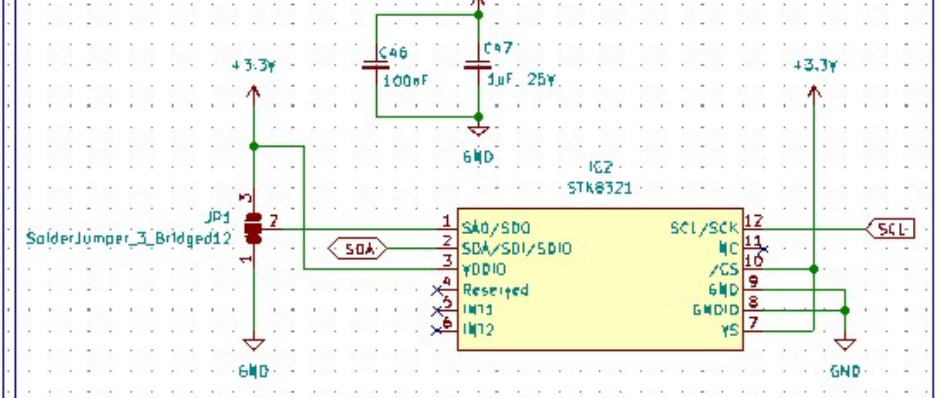 C46
C47
+3.3V
100nF
1uF, 25V
+3.3V
GND
IC2
STK8321
3
JP1
2
SolderJumper_3_Bridged12
1
1 SA0/SDO
SCL/SCK 12
SCL
SDA
2 SDA/SDI/SDIO
NC 11
3 VDDIO
/CS 10
4 Reserved
GND 9
5 INT1
GNDIO 8
6 INT2
VS 7
GND
GND